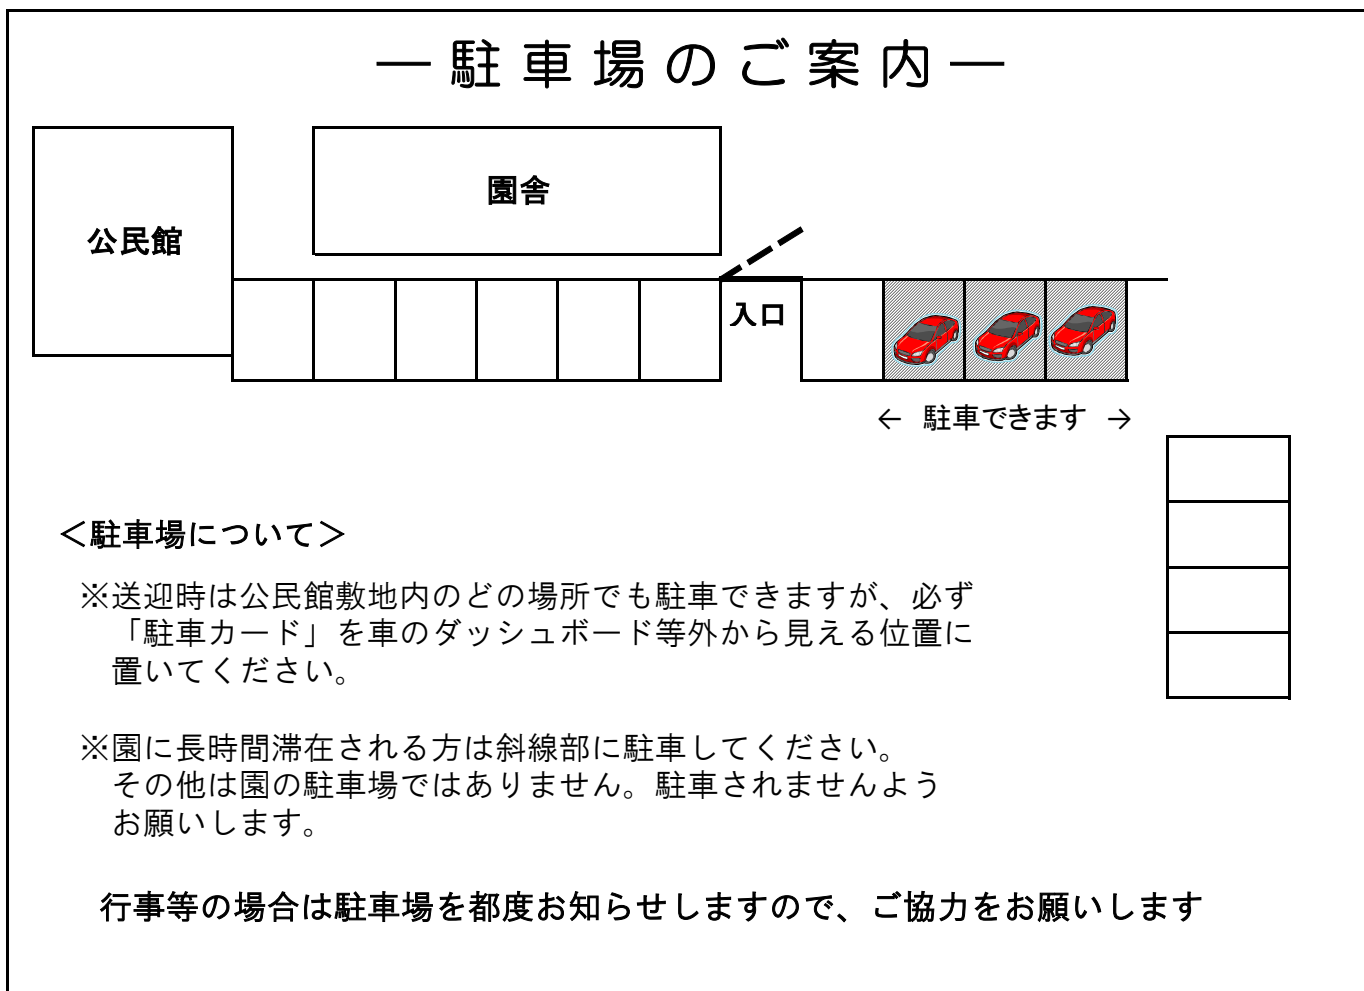 ―駐車場のご案内―
園舎
公民館
入口
← 駐車できます →
＜駐車場について＞
※送迎時は公民館敷地内のどの場所でも駐車できますが、必ず
「駐車カード」を車のダッシュボード等外から見える位置に
置いてください。
※園に長時間滞在される方は斜線部に駐車してください。
その他は園の駐車場ではありません。駐車されませんよう
お願いします。
行事等の場合は駐車場を都度お知らせしますので、ご協力をお願いします